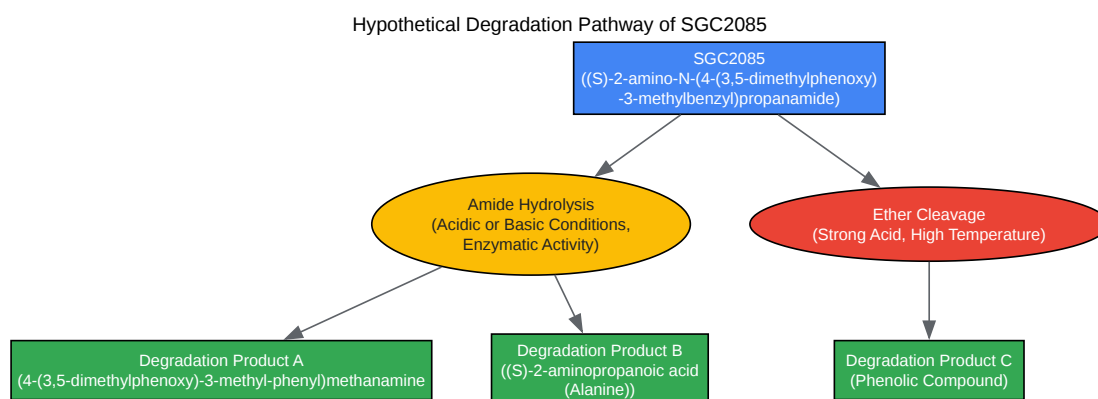 Hypothetical Degradation Pathway of SGC2085
SGC2085
((S)-2-amino-N-(4-(3,5-dimethylphenoxy)
-3-methylbenzyl)propanamide)
Amide Hydrolysis
(Acidic or Basic Conditions,
Enzymatic Activity)
Ether Cleavage
(Strong Acid, High Temperature)
Degradation Product A
(4-(3,5-dimethylphenoxy)-3-methyl-phenyl)methanamine
Degradation Product B
((S)-2-aminopropanoic acid
(Alanine))
Degradation Product C
(Phenolic Compound)